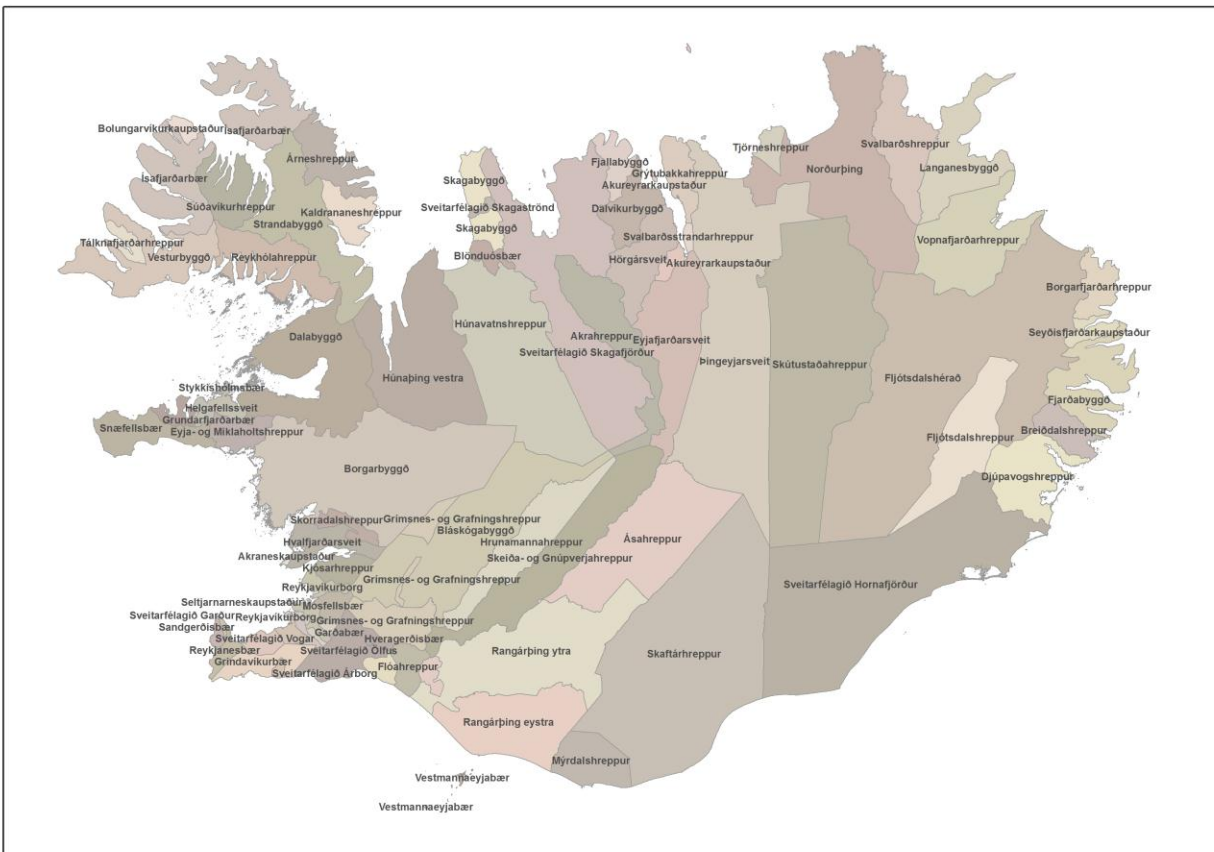 Bolungarvíkurkaupstaður
Ísafjarðarbær
Árneshreppur
Ísafjarðarbær
Súðavíkurhreppur
Kaldrananeshreppur
Strandabyggð
Tálknafjarðarhreppur
Vesturbyggð
Reykhólahreppur
Skagabyggð
Sveitarfélagið Skagaströnd
Skagabyggð
Blönduósbær
Fjallabyggð
Grýtubakkahreppur
Akureyrarkaupstaður
Dalvíkurbyggð
Svalbarðsstrandarhreppur
Hörgársveit
Akureyrarkaupstaður
Tjörneshreppur
Norðurþing
Svalbarðshreppur
Langanesbyggð
Vopnafjarðarhreppur
Borgarfjarðarhreppur
Seyðisfjarðarkaupstaður
Dalabyggð
Húnaþing vestra
Húnavatnshreppur
Akrahreppur
Sveitarfélagið Skagafjörður
Eyjafjarðarsveit
Þingeyjarsveit
Skútustaðahreppur
Fljótsdalshérað
Fjarðabyggð
Breiðdalshreppur
Fljótsdalshreppur
Djúpavogshreppur
Stykkishólmsbær
Helgafellssveit
Grundarfjarðarbær
Snæfellsbær
Eyja- og Miklaholtshreppur
Borgarbyggð
Skorradalshreppur
Grímsnes- og Grafningshreppur
Bláskógabyggð
Hvalfjarðarsveit
Hrunamannahreppur
Ásahreppur
Akraneskaupstaður
Skeiða- og Gnúpverjahreppur
Kjósarhreppur
Grímsnes- og Grafningshreppur
Reykjavíkurborg
Sveitarfélagið Hornafjörður
Seltjarnarneskaupstaður
Mosfellsbær
Sveitarfélagið Garður
Reykjavíkurborg
Grímsnes- og Grafningshreppur
Sandgerðisbær
Garðabær
Sveitarfélagið Vogar
Hveragerðisbær
Reykjanesbær
Sveitarfélagið Ölfus
Rangárþing ytra
Skaftárhreppur
Grindavíkurbær
Flóahreppur
Sveitarfélagið Árborg
Rangárþing eystra
Mýrdalshreppur
Vestmannaeyjabær
Vestmannaeyjabær